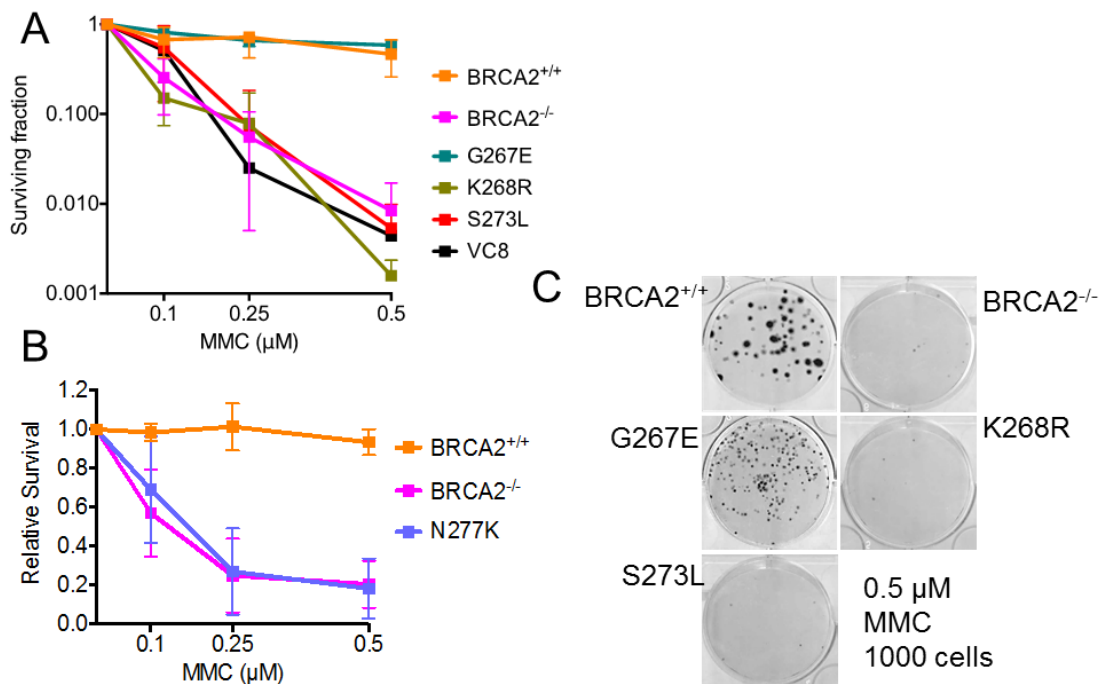 A
1
0.100
0.010
0.001
Surviving fraction
0.1
0.25
0.5
MMC (µM)
BRCA2+/+
BRCA2-/-
G267E
K268R
S273L
VC8
B
1.2
1.0
0.8
0.6
0.4
0.2
0.0
Relative Survival
0.1
0.25
0.5
MMC (µM)
BRCA2+/+
BRCA2-/-
N277K
C
BRCA2+/+
BRCA2-/-
G267E
K268R
S273L
0.5 µM
MMC
1000 cells